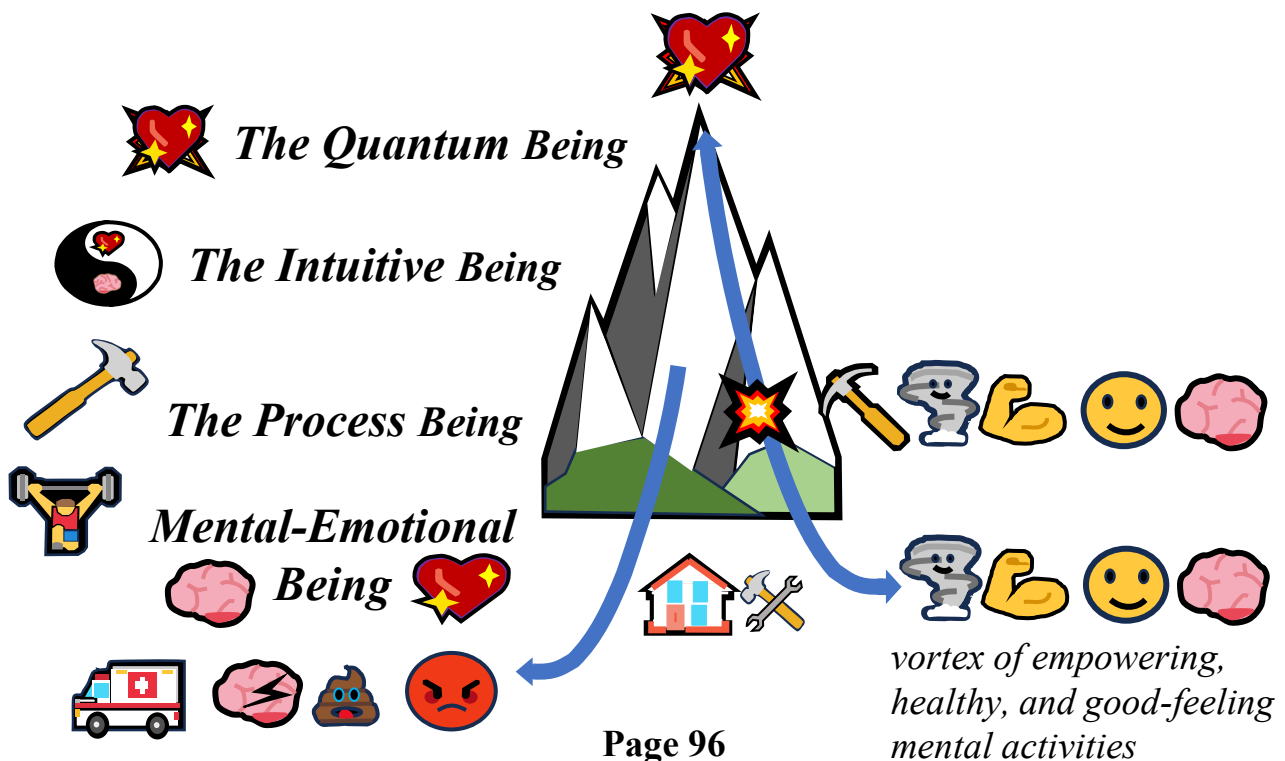 The Quantum Being
The Intuitive Being
The Process Being
Mental-Emotional
Being
vortex of empowering,
healthy, and good-feeling
mental activities
Page 96